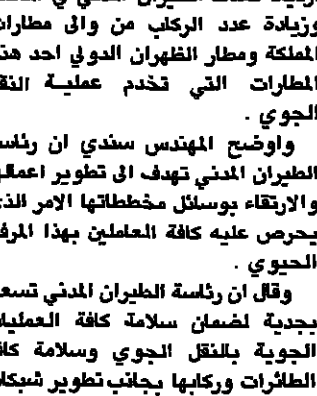 وزيادة عدد الركاب من والى مطارات
المملكة ومطار الظهران الدولي احد هذه
المطارات التي تخدم عملية النقل
الجوي .
واوضح المهندس سندي ان رئاسة
الطيران المدني تهدف الى تطوير اعمالها
والارتقاء بوسائل مخططاتها الامر الذي
يحرص عليه كافة العاملين بهذا المرفق
الحيوي .
وقال ان رئاسة الطيران المدني تسعى
بجدية لضمان سلامة كافة العمليات
الجوية بالنقل الجوي وسلامة كافة
الطائرات وركابها بجانب تطوير شبكات